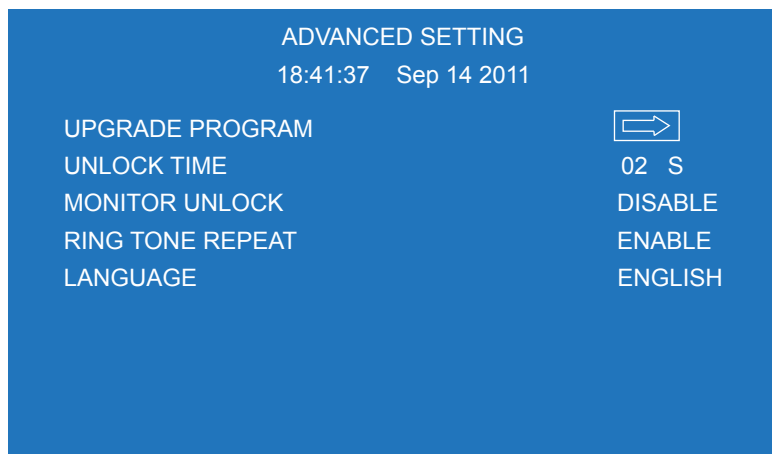 ADVANCED SETTING
18:41:37 Sep 14 2011
UPGRADE PROGRAM
UNLOCK TIME 02 S
MONITOR UNLOCK DISABLE
RING TONE REPEAT ENABLE
LANGUAGE ENGLISH